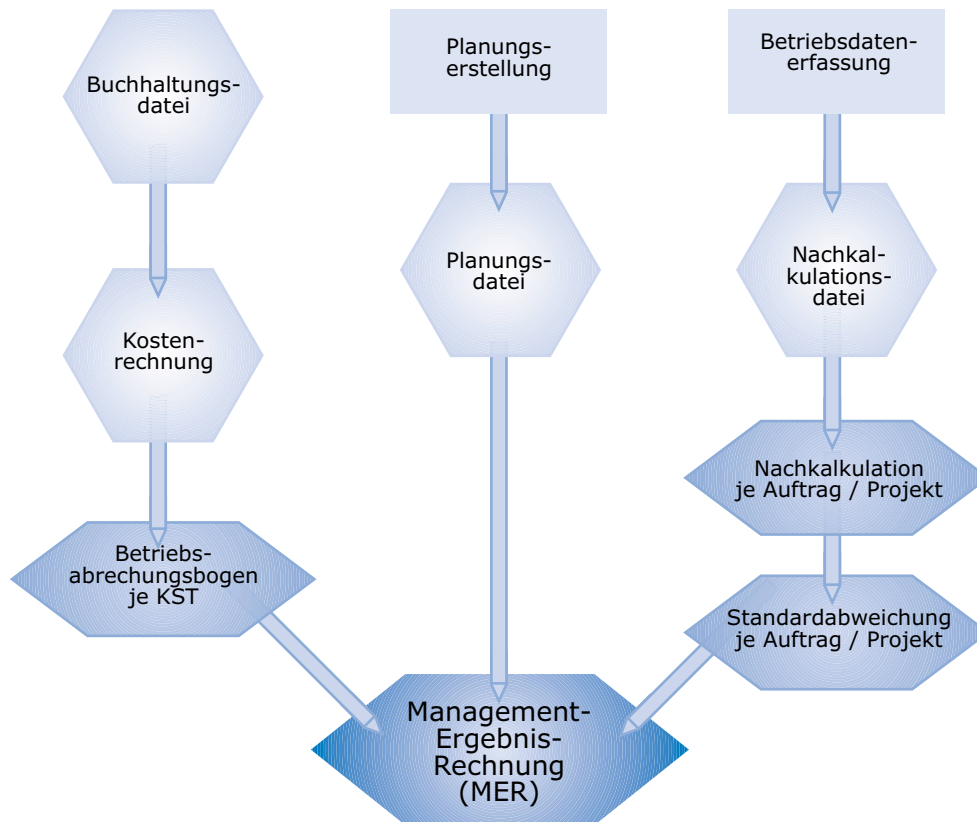 Buchhaltungs-
datei
Planungs-
erstellung
Betriebsdaten-
erfassung
Kosten-
rechnung
Planungs-
datei
Nachkal-
kulations-
datei
Betriebs-
abrechungsbogen
je KST
Nachkalkulation
je Auftrag / Projekt
Standardabweichung
je Auftrag / Projekt
Management-
Ergebnis-
Rechnung
(MER)